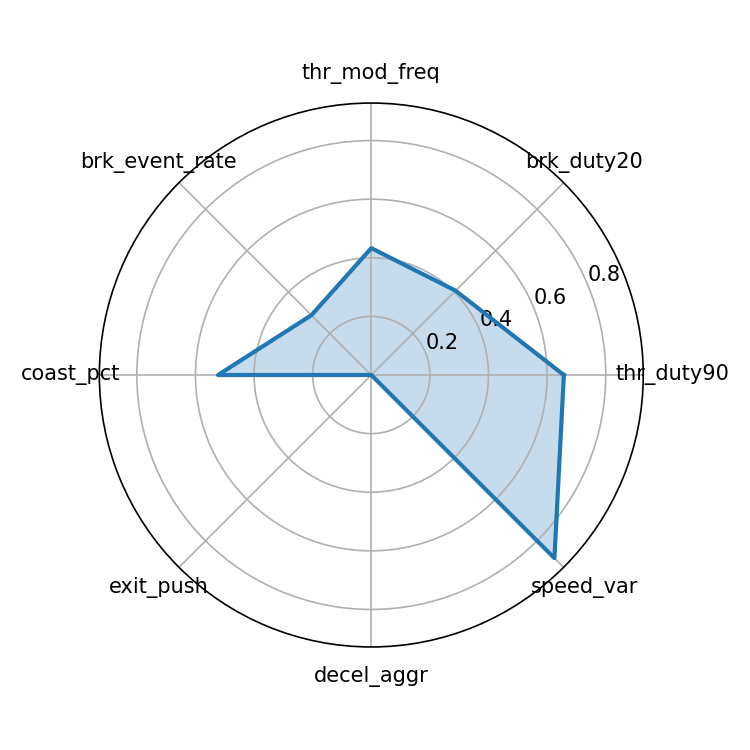 thr_mod_freq
brk_event_rate
brk_duty20
0.8
0.6
0.4
0.2
coast_pct
thr_duty90
exit_push
speed_var
decel_aggr